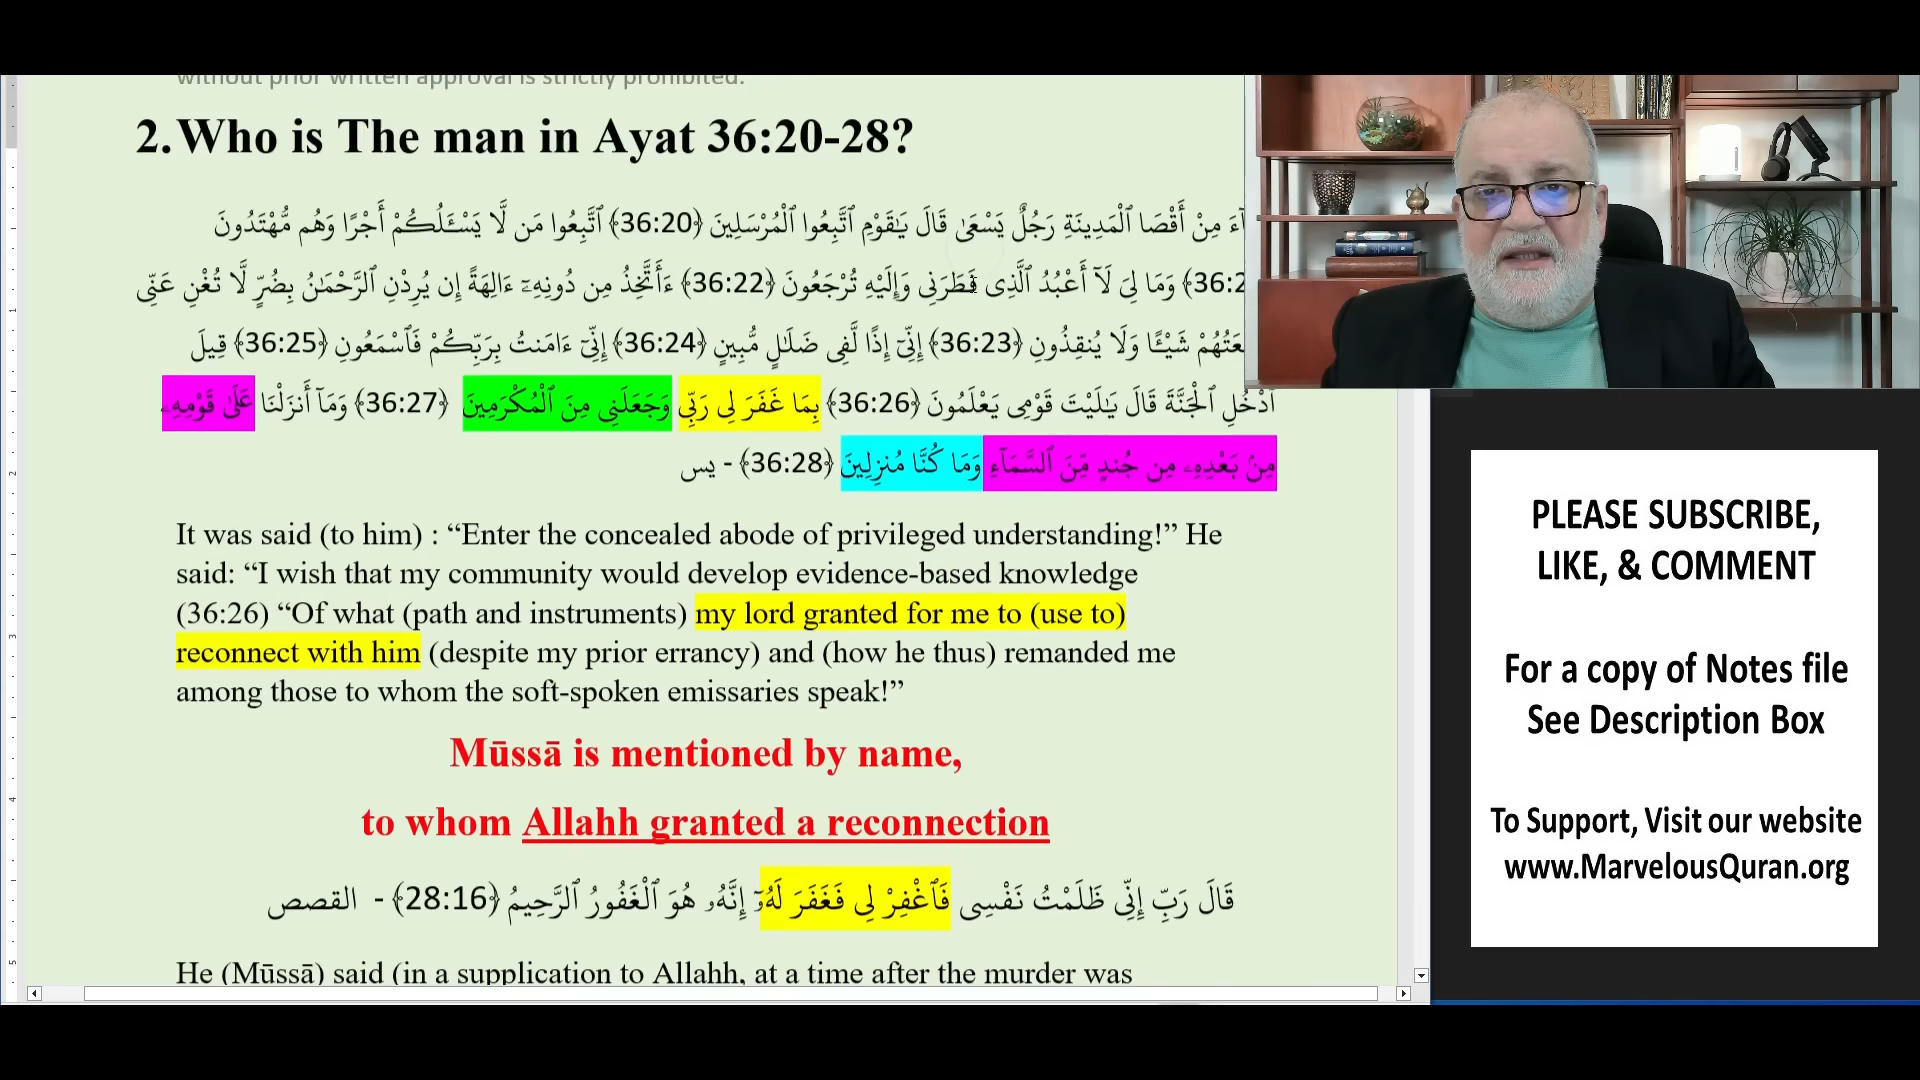 without prior written approval is strictly prohibited.
2. Who is The man in Ayat 36:20-28?
مِنْ أَقْصَا ٱلْمَدِينَةِ رَجُلٌ يَسْعَىٰ قَالَ يَـٰقَوْمِ ٱتَّبِعُوا ٱلْمُرْسَلِينَ ﴿36:20﴾ ٱتَّبِعُوا مَن لَّا يَسْـَٔلُكُمْ أَجْرًا وَهُم مُّهْتَدُونَ
وَمَا لِىَ لَآ أَعْبُدُ ٱلَّذِى فَطَرَنِى وَإِلَيْهِ تُرْجَعُونَ ﴿36:22﴾ ءَأَتَّخِذُ مِن دُونِهِۦٓ ءَالِهَةً إِن يُرِدْنِ ٱلرَّحْمَـٰنُ بِضُرٍّ لَّا تُغْنِ عَنِّى
شَيْـًٔا وَلَا يُنقِذُونِ ﴿36:23﴾ إِنِّىٓ إِذًا لَّفِى ضَلَـٰلٍ مُّبِينٍ ﴿36:24﴾ إِنِّىٓ ءَامَنتُ بِرَبِّكُمْ فَٱسْمَعُونِ ﴿36:25﴾ قِيلَ
ٱدْخُلِ ٱلْجَنَّةَ قَالَ يَـٰلَيْتَ قَوْمِى يَعْلَمُونَ ﴿36:26﴾ بِمَا غَفَرَ لِى رَبِّى وَجَعَلَنِى مِنَ ٱلْمُكْرَمِينَ ﴿36:27﴾ وَمَآ أَنزَلْنَا عَلَىٰ قَوْمِهِۦ
مِنۢ بَعْدِهِۦ مِن جُندٍ مِّنَ ٱلسَّمَآءِ وَمَا كُنَّا مُنزِلِينَ ﴿36:28﴾ - يس
It was said (to him) : “Enter the concealed abode of privileged understanding!” He
said: “I wish that my community would develop evidence-based knowledge
(36:26) “Of what (path and instruments) my lord granted for me to (use to)
reconnect with him (despite my prior errancy) and (how he thus) remanded me
among those to whom the soft-spoken emissaries speak!”
Mūssā is mentioned by name,
to whom Allahh granted a reconnection
قَالَ رَبِّ إِنِّى ظَلَمْتُ نَفْسِى فَٱغْفِرْ لِى فَغَفَرَ لَهُۥٓ إِنَّهُۥ هُوَ ٱلْغَفُورُ ٱلرَّحِيمُ ﴿28:16﴾ - القصص
He (Mūssā) said (in a supplication to Allahh, at a time after the murder was
PLEASE SUBSCRIBE,
LIKE, & COMMENT
For a copy of Notes file
See Description Box
To Support, Visit our website
www.MarvelousQuran.org